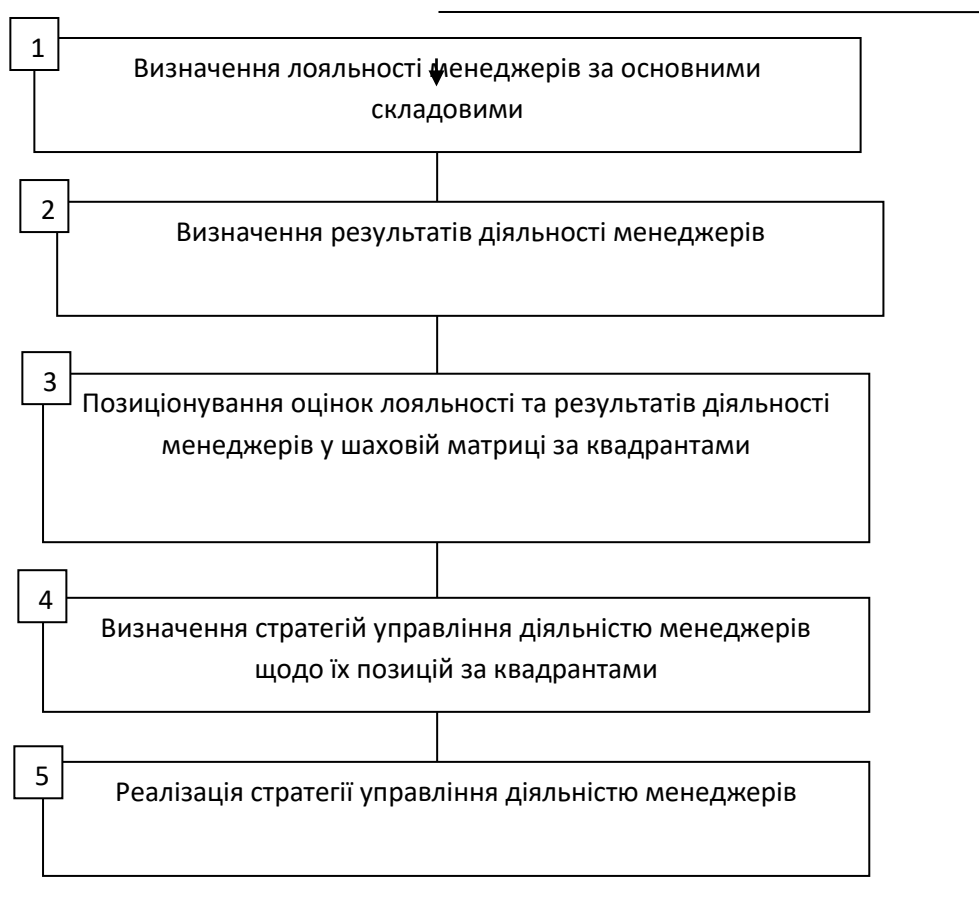 1
Визначення лояльності менеджерів за основними
складовими
2
Визначення результатів діяльності менеджерів
3
Позиціонування оцінок лояльності та результатів діяльності
менеджерів у шаховій матриці за квадрантами
4
Визначення стратегій управління діяльністю менеджерів
щодо їх позицій за квадрантами
5
Реалізація стратегії управління діяльністю менеджерів